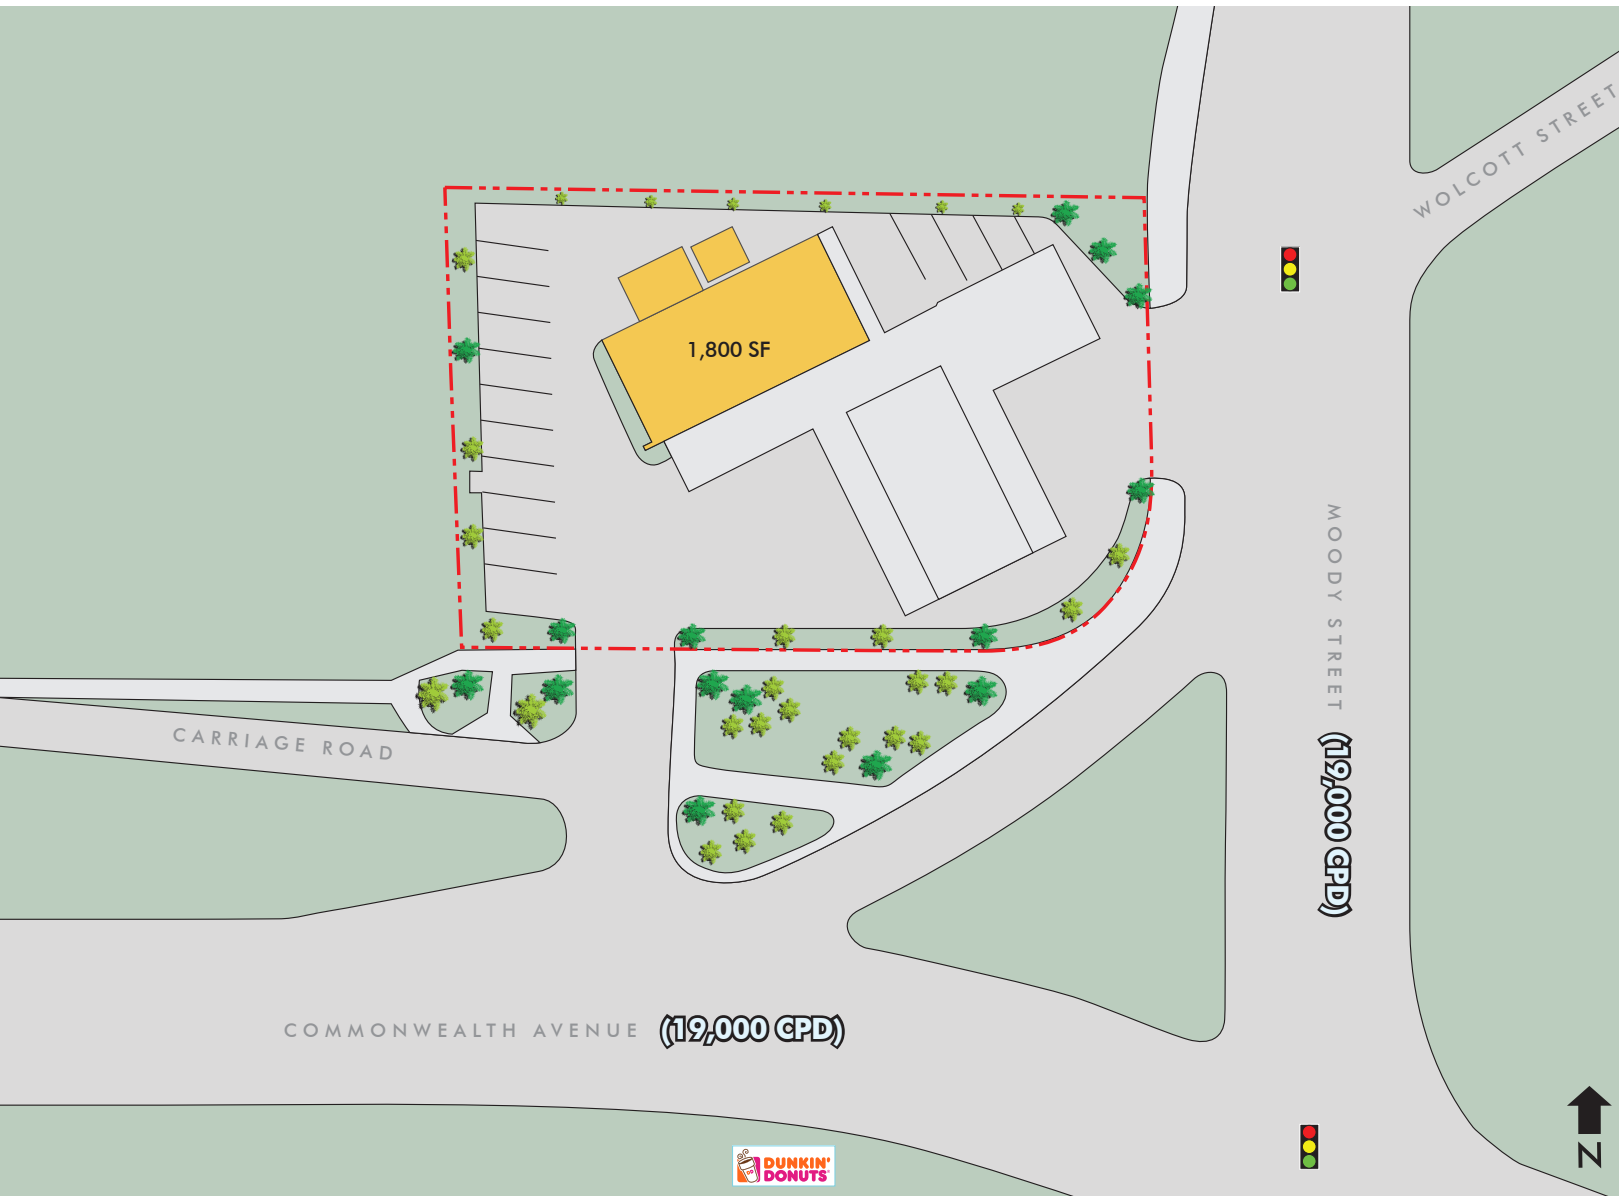 WOLCOTT STREET
1,800 SF
MOODY STREET (19,000 CPD)
CARRIAGE ROAD
COMMONWEALTH AVENUE (19,000 CPD)
DUNKIN'
DONUTS
N